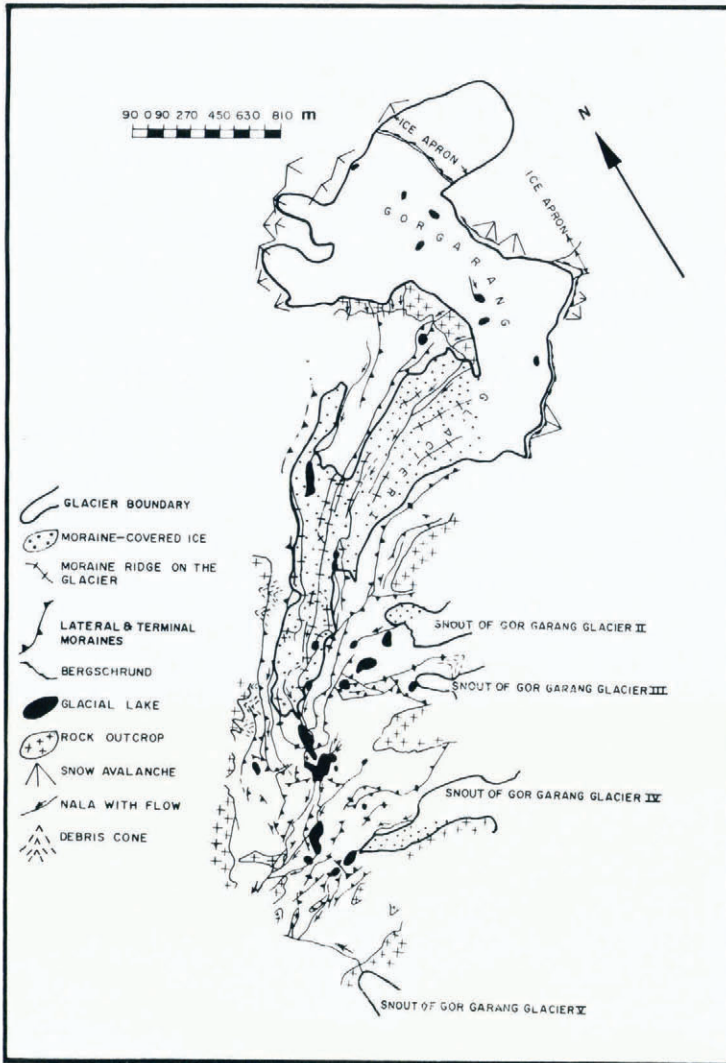 90 0 90 270 450 630 810 m
N
ICE APRON
ICE APRON
GORGARANG
GLACIER
GLACIER BOUNDARY
MORAINE-COVERED ICE
MORAINE RIDGE ON THE
GLACIER
LATERAL & TERMINAL
MORAINES
BERGSCHRUND
GLACIAL LAKE
ROCK OUTCROP
SNOW AVALANCHE
NALA WITH FLOW
DEBRIS CONE
SNOUT OF GOR GARANG GLACIER II
SNOUT OF GOR GARANG GLACIER III
SNOUT OF GOR GARANG GLACIER IV
SNOUT OF GOR GARANG GLACIER V